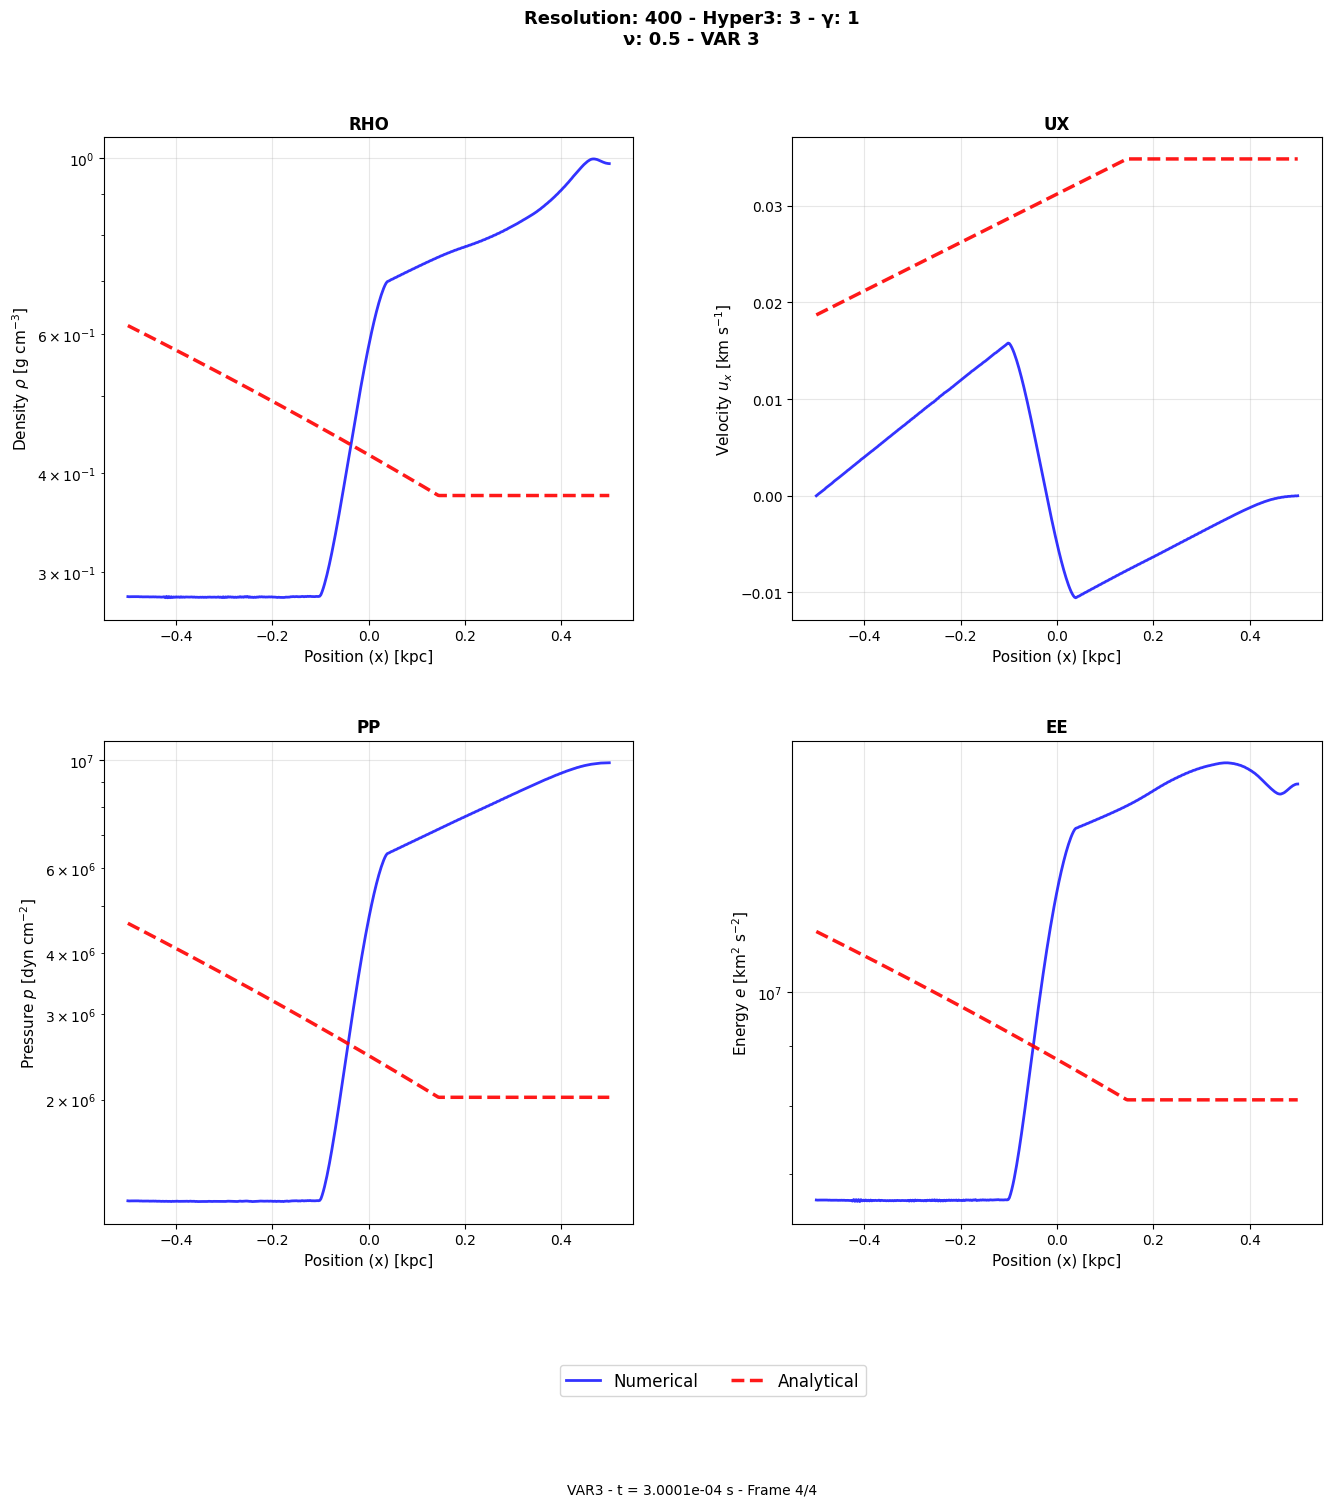 Resolution: 400 - Hyper3: 3 - γ: 1
ν: 0.5 - VAR 3
RHO
10⁰
6 × 10⁻¹
4 × 10⁻¹
3 × 10⁻¹
Density ρ [g cm⁻³]
−0.4 −0.2 0.0 0.2 0.4
Position (x) [kpc]
UX
0.03
0.02
0.01
0.00
−0.01
Velocity uₓ [km s⁻¹]
−0.4 −0.2 0.0 0.2 0.4
Position (x) [kpc]
PP
10⁷
6 × 10⁶
4 × 10⁶
3 × 10⁶
2 × 10⁶
Pressure p [dyn cm⁻²]
−0.4 −0.2 0.0 0.2 0.4
Position (x) [kpc]
EE
10⁷
Energy e [km² s⁻²]
−0.4 −0.2 0.0 0.2 0.4
Position (x) [kpc]
Numerical Analytical
VAR3 - t = 3.0001e-04 s - Frame 4/4